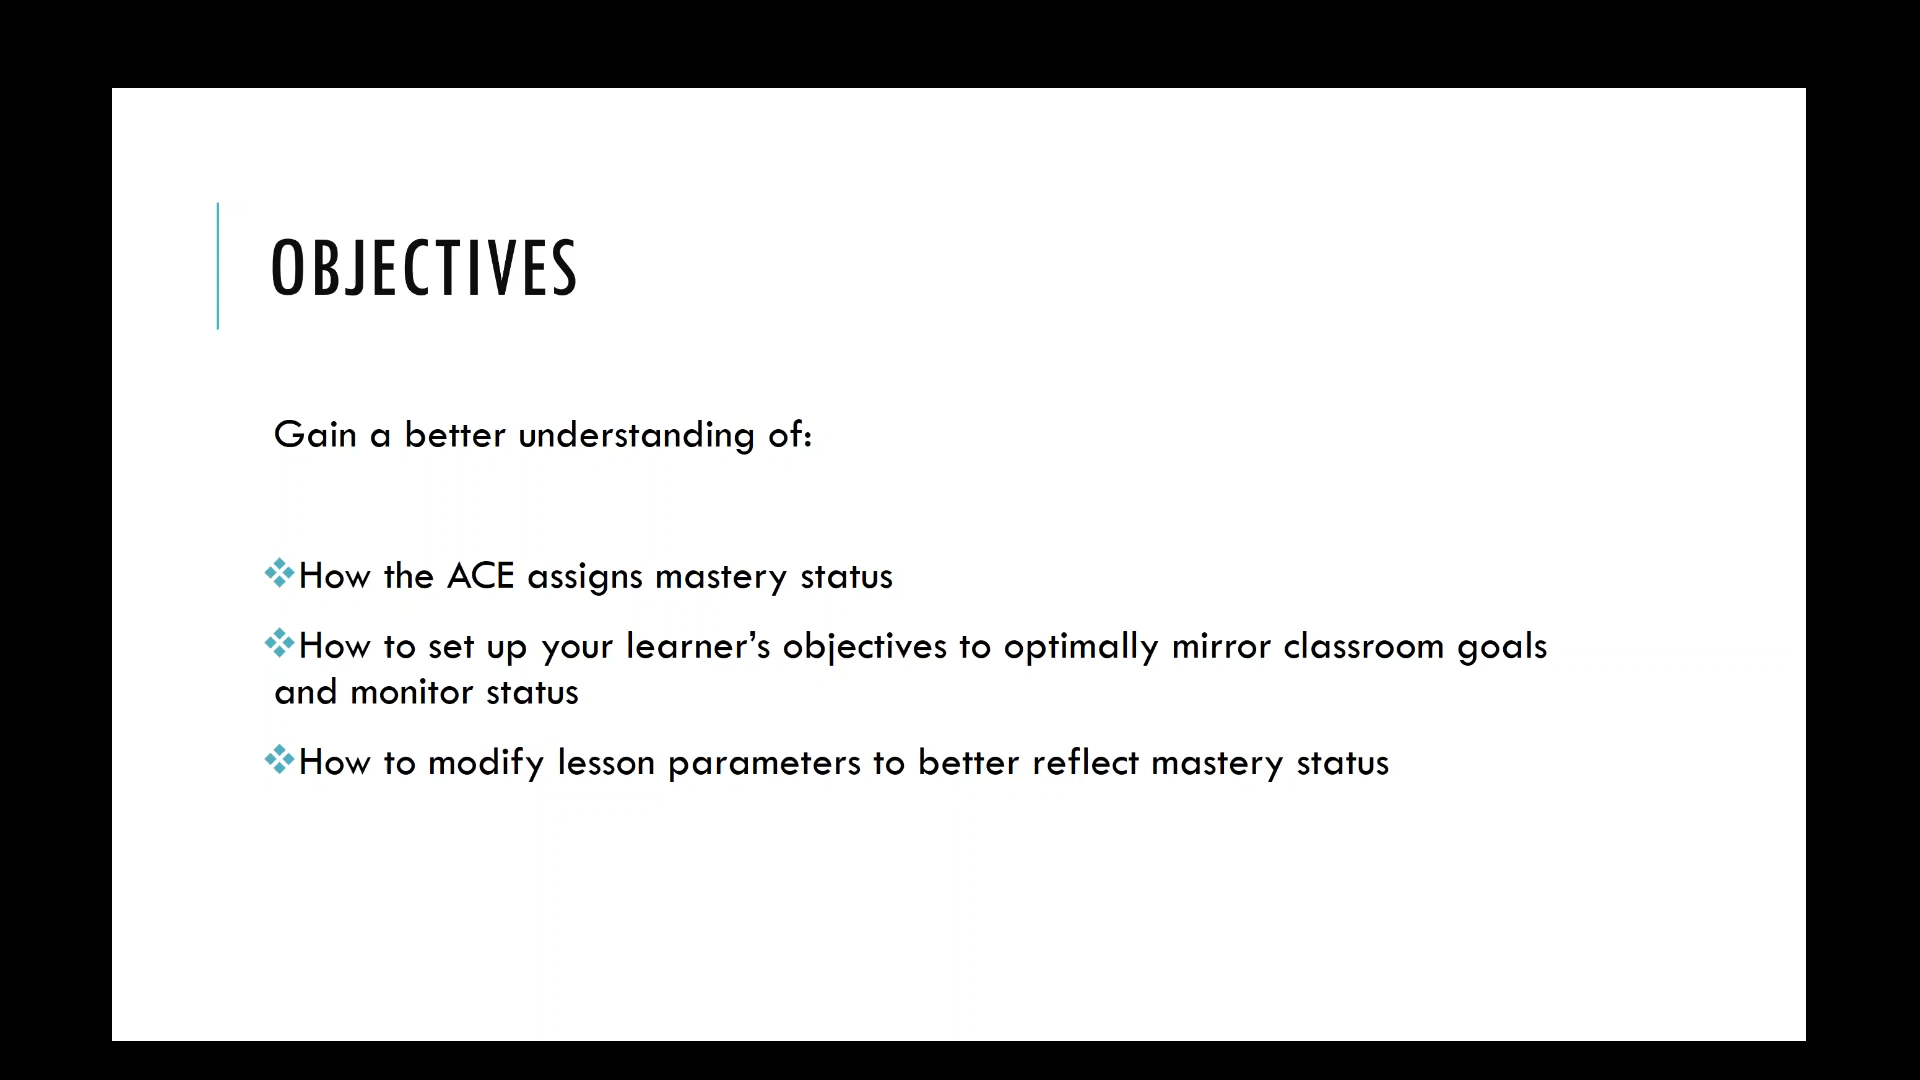 OBJECTIVES
Gain a better understanding of:
❖How the ACE assigns mastery status
❖How to set up your learner’s objectives to optimally mirror classroom goals
and monitor status
❖How to modify lesson parameters to better reflect mastery status